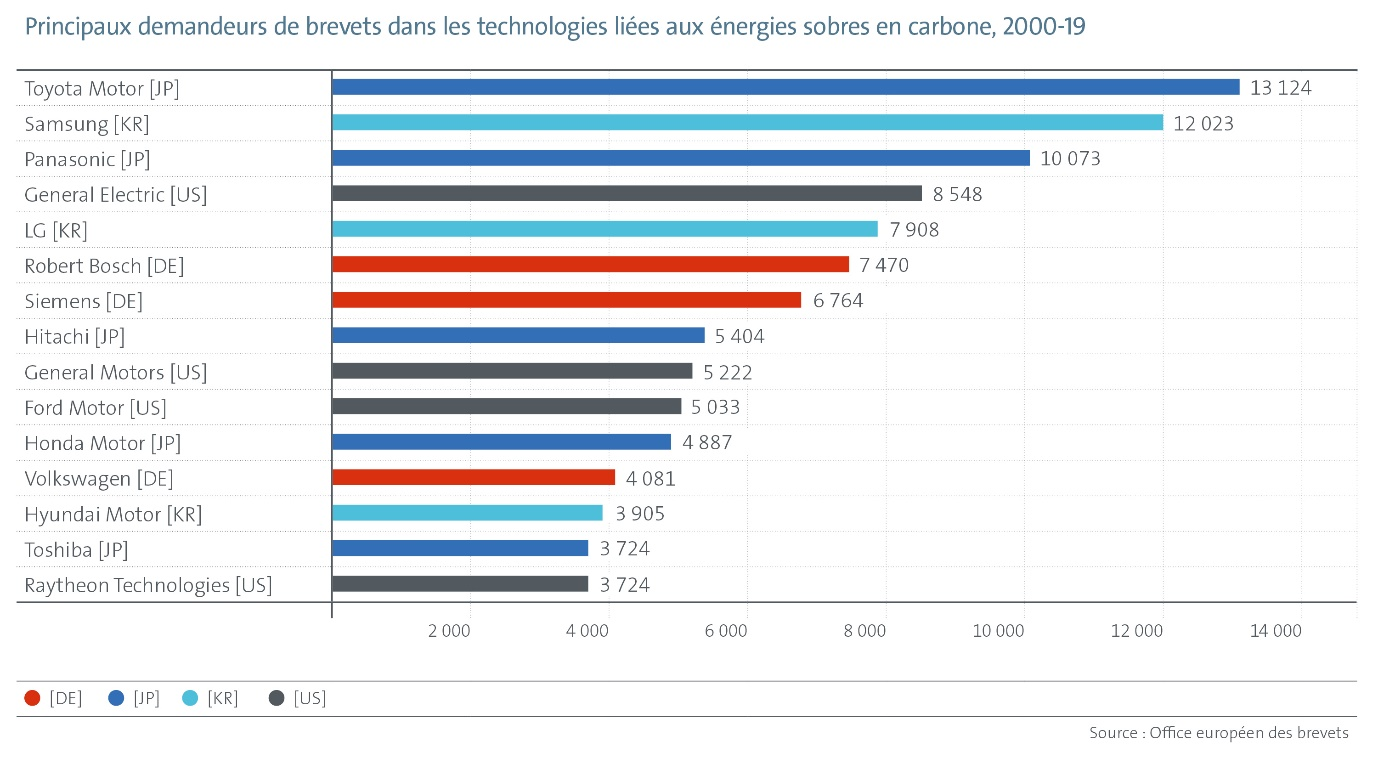 Principaux demandeurs de brevets dans les technologies liées aux énergies sobres en carbone, 2000-19
Toyota Motor [JP] 13 124
Samsung [KR] 12 023
Panasonic [JP] 10 073
General Electric [US] 8 548
LG [KR] 7 908
Robert Bosch [DE] 7 470
Siemens [DE] 6 764
Hitachi [JP] 5 404
General Motors [US] 5 222
Ford Motor [US] 5 033
Honda Motor [JP] 4 887
Volkswagen [DE] 4 081
Hyundai Motor [KR] 3 905
Toshiba [JP] 3 724
Raytheon Technologies [US] 3 724
2 000 4 000 6 000 8 000 10 000 12 000 14 000
[DE] [JP] [KR] [US]
Source : Office européen des brevets